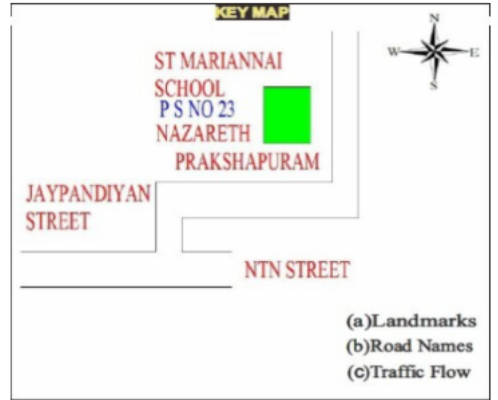 KEY MAP
N
W E
S
ST MARIANNAI
SCHOOL
P S NO 23
NAZARETH
PRAKSHAPURAM
JAYPANDIYAN
STREET
NTN STREET
(a)Landmarks
(b)Road Names
(c)Traffic Flow